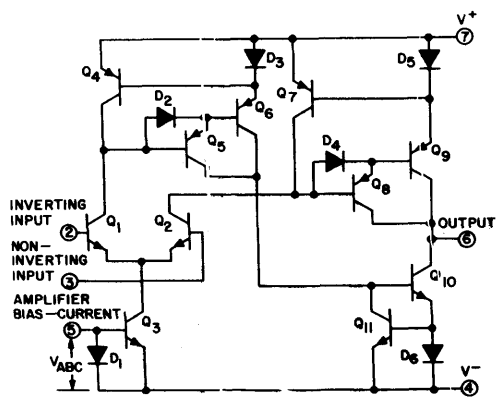 V+
7
Q4
D3
D5
D2
Q6
Q7
Q5
D4
Q9
Q8
INVERTING
INPUT
2
Q1
Q2
OUTPUT
6
NON-
INVERTING
INPUT
3
Q10
AMPLIFIER
BIAS-CURRENT
5
Q3
Q11
VABC
D1
D6
V-
4